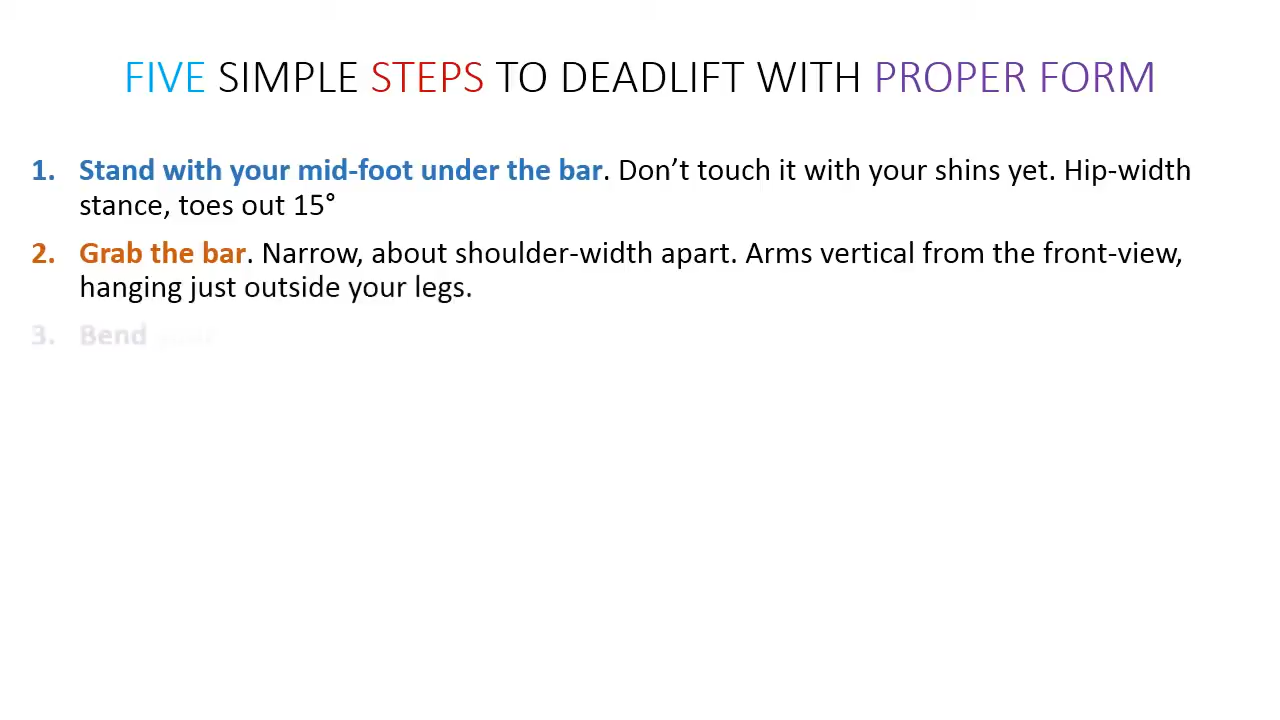 FIVE SIMPLE STEPS TO DEADLIFT WITH PROPER FORM
1. Stand with your mid-foot under the bar. Don’t touch it with your shins yet. Hip-width
stance, toes out 15°
2. Grab the bar. Narrow, about shoulder-width apart. Arms vertical from the front-view,
hanging just outside your legs.
3. Bend